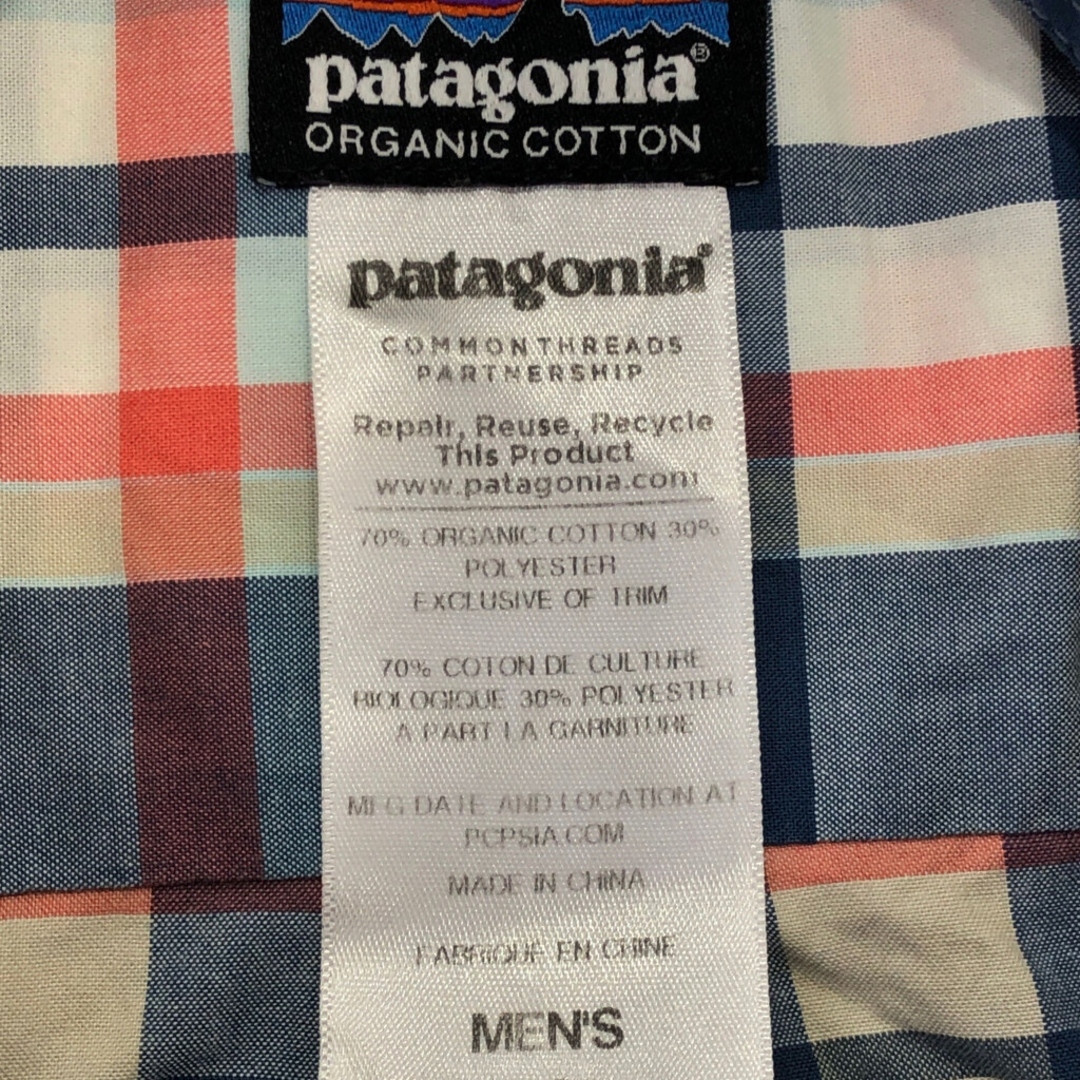 patagonia®
ORGANIC COTTON
patagonia®
COMMON THREADS
PARTNERSHIP
Repair, Reuse, Recycle
This Product
www.patagonia.com
70% ORGANIC COTTON 30%
POLYESTER
EXCLUSIVE OF TRIM
70% COTON DE CULTURE
BIOLOGIQUE 30% POLYESTER
A PART LA GARNITURE
MFG DATE AND LOCATION AT
PCPSIA.COM
MADE IN CHINA
FABRIQUE EN CHINE
MEN'S